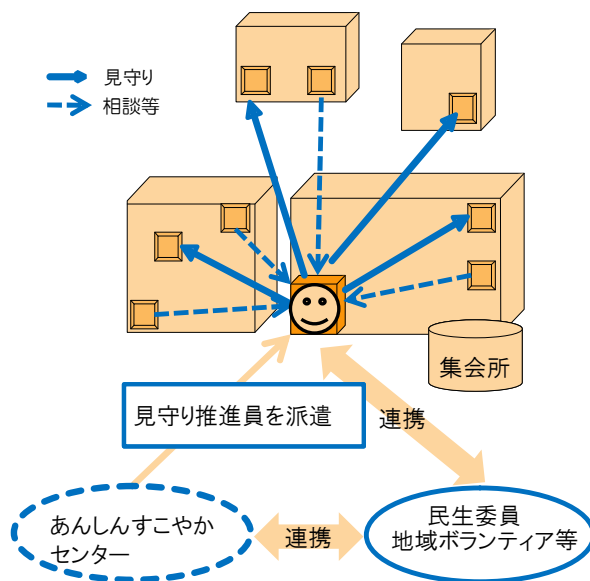 見守り
相談等
集会所
見守り推進員を派遣
連携
あんしんすこやか
センター
連携
民生委員
地域ボランティア等